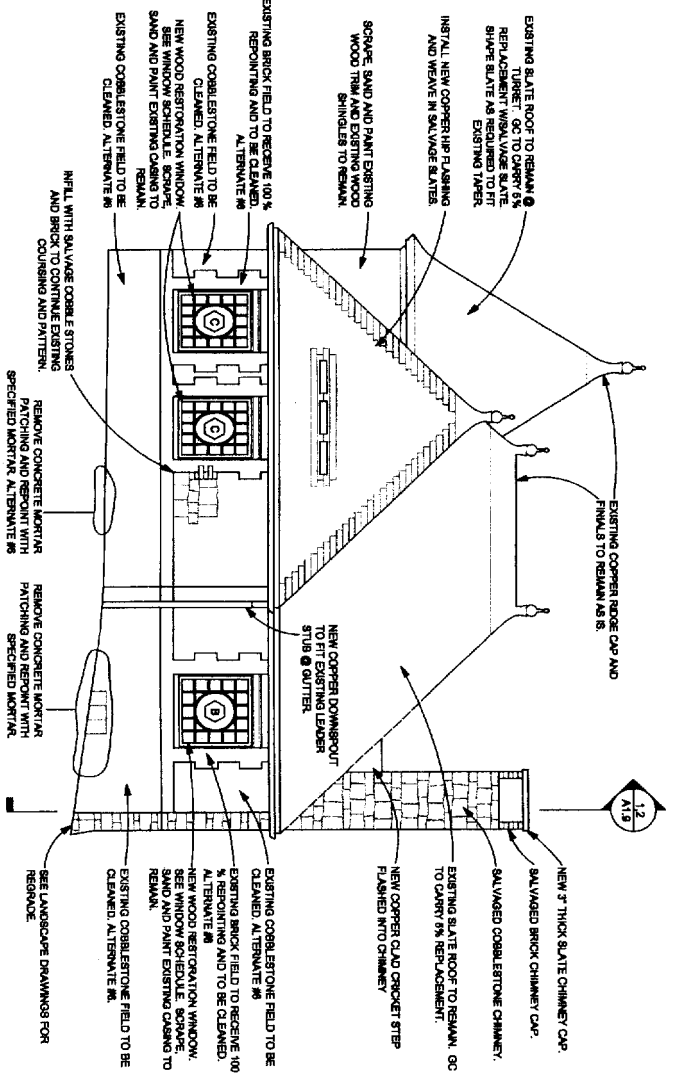 EXISTING SLATE ROOF TO REMAIN @
TURRET. GC TO CARRY 5%
REPLACEMENT W/SALVAGE SLATE.
SHAPE SLATE AS REQUIRED TO FIT
EXISTING TAPER.
INSTALL NEW COPPER HIP FLASHING
AND WEAVE IN SALVAGE SLATES.
SCRAPE, SAND AND PAINT EXISTING
WOOD TRIM AND EXISTING WOOD
SHINGLES TO REMAIN.
EXISTING BRICK FIELD TO RECEIVE 100%
REPOINTING AND TO BE CLEANED.
ALTERNATE #6
EXISTING COBBLESTONE FIELD TO BE
CLEANED. ALTERNATE #6
NEW WOOD RESTORATION WINDOW.
SEE WINDOW SCHEDULE. SCRAPE,
SAND AND PAINT EXISTING CASING TO
REMAIN.
EXISTING COBBLESTONE FIELD TO BE
CLEANED. ALTERNATE #6
INFILL WITH SALVAGE COBBLE STONES
AND BRICK TO CONTINUE EXISTING
COURSING AND PATTERN.
REMOVE CONCRETE MORTAR
PATCHING AND REPOINT WITH
SPECIFIED MORTAR. ALTERNATE #6
REMOVE CONCRETE MORTAR
PATCHING AND REPOINT WITH
SPECIFIED MORTAR.
C
C
B
EXISTING COPPER RIDGE CAP AND
FINIALS TO REMAIN AS IS.
NEW COPPER DOWNSPOUT
TO FIT EXISTING LEADER
STUB @ GUTTER.
1,2
A1.9
NEW 3" THICK SLATE CHIMNEY CAP.
SALVAGED BRICK CHIMNEY CAP.
SALVAGED COBBLESTONE CHIMNEY.
EXISTING SLATE ROOF TO REMAIN. GC
TO CARRY 5% REPLACEMENT.
NEW COPPER CLAD CRICKET STEP
FLASHED INTO CHIMNEY
EXISTING COBBLESTONE FIELD TO BE
CLEANED. ALTERNATE #6
EXISTING BRICK FIELD TO RECEIVE 100
% REPOINTING AND TO BE CLEANED.
ALTERNATE #6
NEW WOOD RESTORATION WINDOW.
SEE WINDOW SCHEDULE. SCRAPE,
SAND AND PAINT EXISTING CASING TO
REMAIN.
EXISTING COBBLESTONE FIELD TO BE
CLEANED. ALTERNATE #6.
SEE LANDSCAPE DRAWINGS FOR
REGRADE.